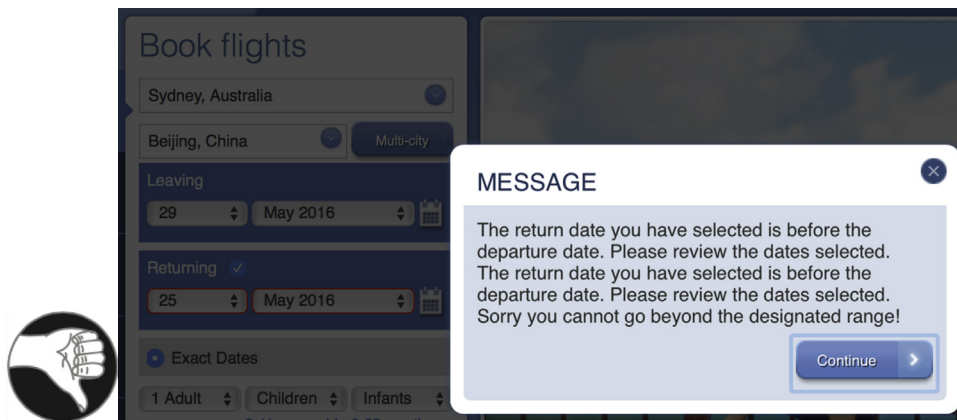 Book flights
Sydney, Australia
Beijing, China
Multi-city
Leaving
29
May 2016
Returning
25
May 2016
Exact Dates
1 Adult
Children
Infants
MESSAGE
The return date you have selected is before the
departure date. Please review the dates selected.
The return date you have selected is before the
departure date. Please review the dates selected.
Sorry you cannot go beyond the designated range!
Continue